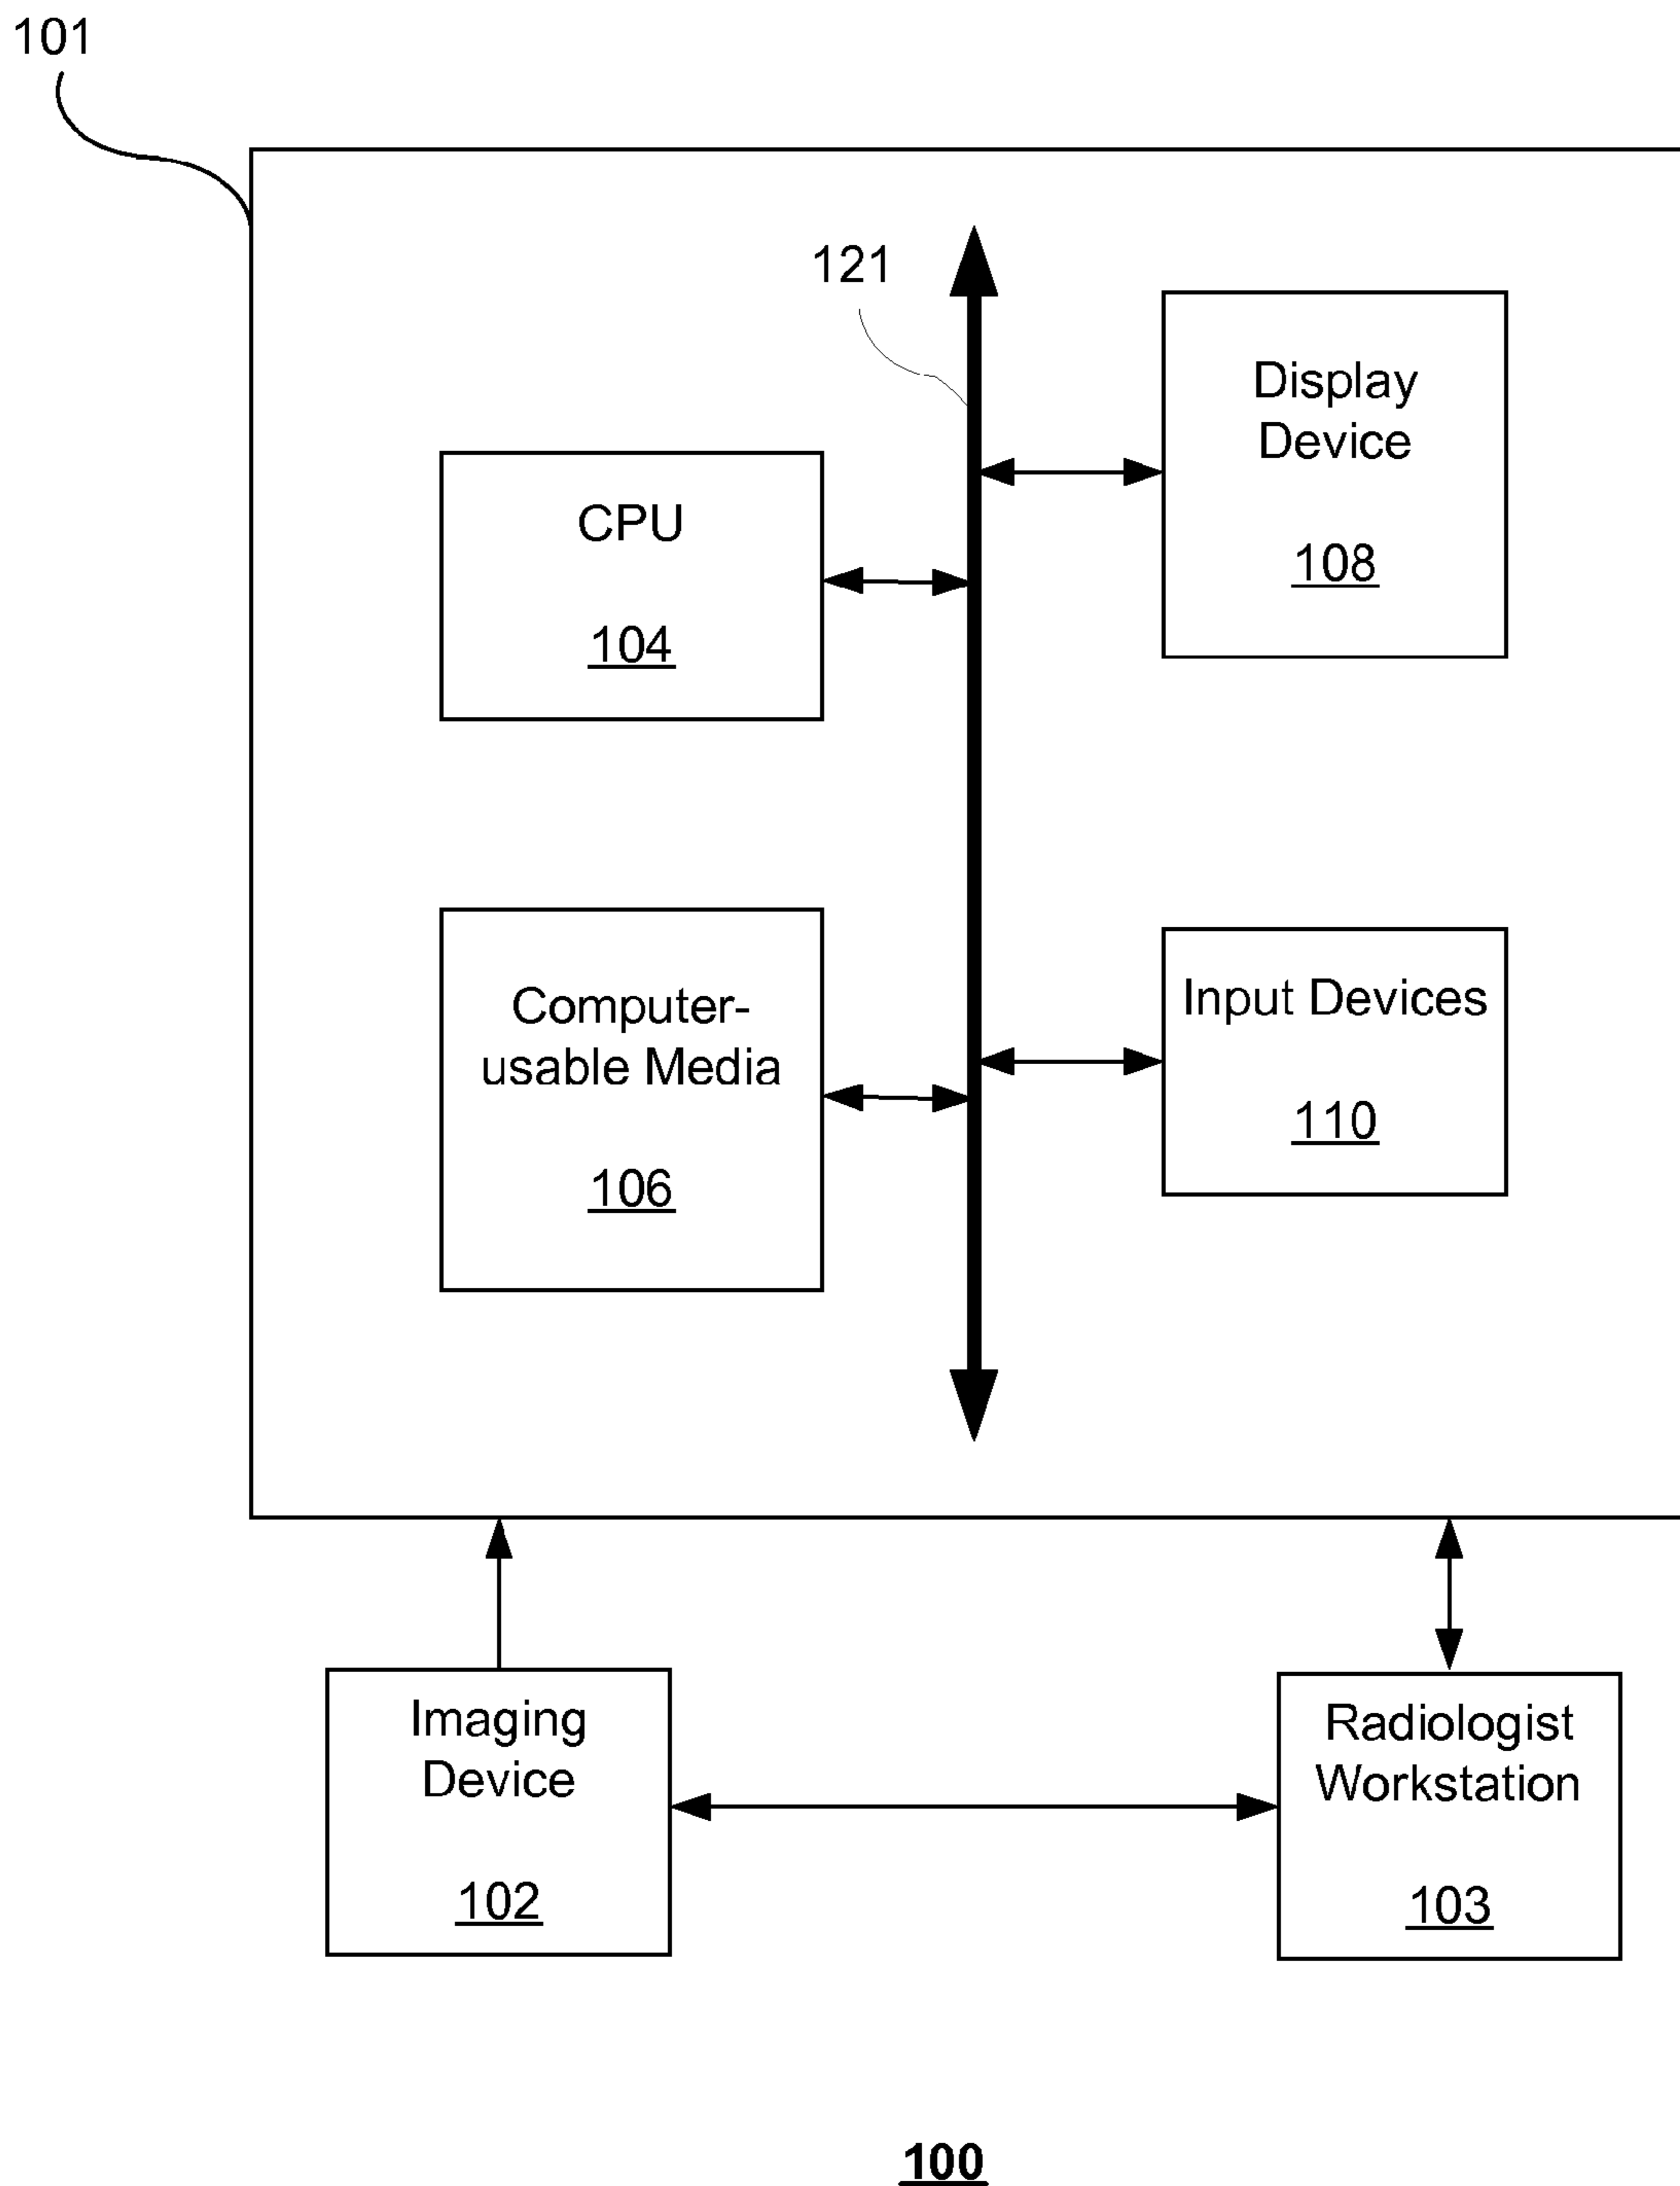 101
121
Display
Device
108
CPU
104
Computer-
usable Media
106
Input Devices
110
Imaging
Device
102
Radiologist
Workstation
103
100